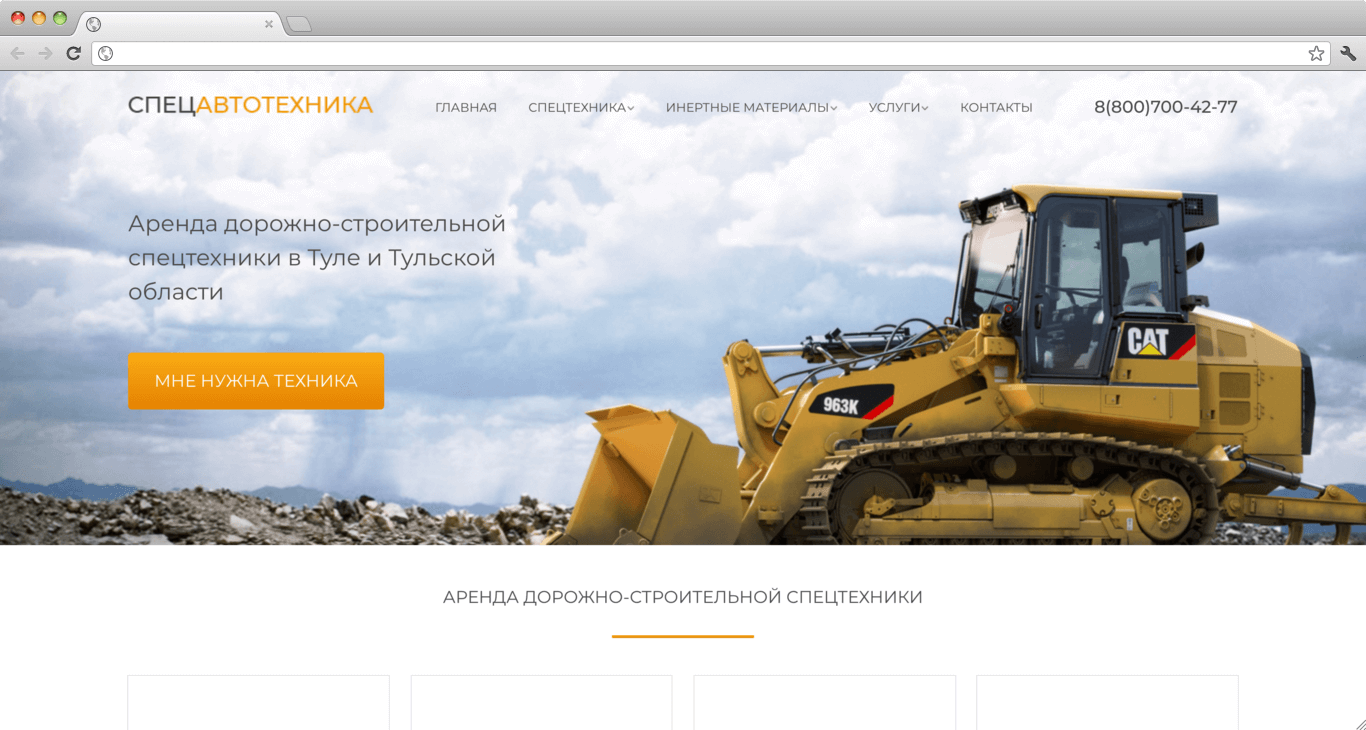 СПЕЦАВТОТЕХНИКА
ГЛАВНАЯ
СПЕЦТЕХНИКА
ИНЕРТНЫЕ МАТЕРИАЛЫ
УСЛУГИ
КОНТАКТЫ
8(800)700-42-77
Аренда дорожно-строительной
спецтехники в Туле и Тульской
области
МНЕ НУЖНА ТЕХНИКА
CAT
963K
АРЕНДА ДОРОЖНО-СТРОИТЕЛЬНОЙ СПЕЦТЕХНИКИ